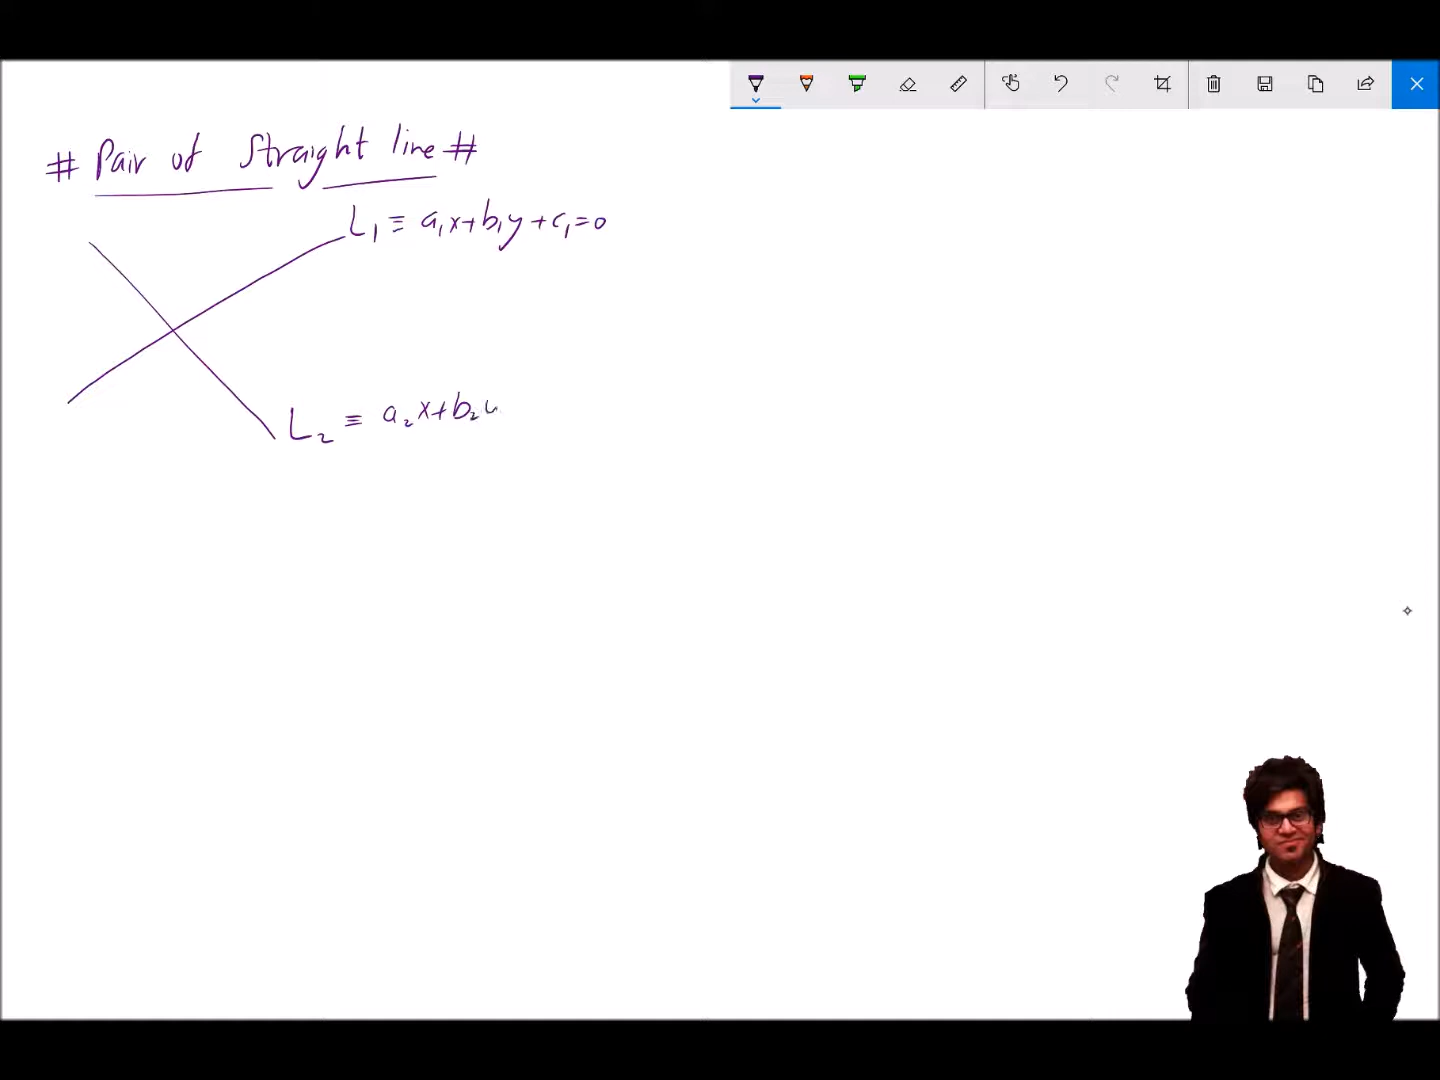 # Pair of Straight line #
L₁ ≡ a₁x+b₁y+c₁=0
L₂ ≡ a₂x+b₂